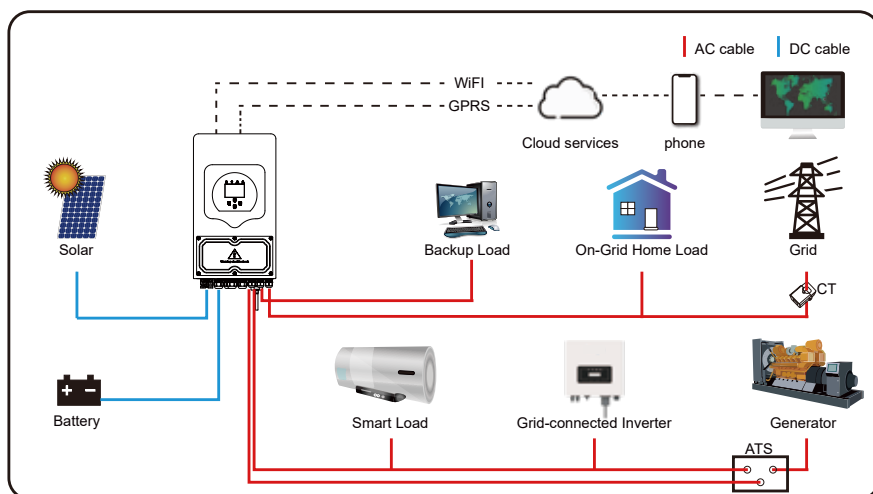 AC cable
DC cable
WiFI
GPRS
Cloud services
phone
Solar
Backup Load
On-Grid Home Load
Grid
CT
Battery
Smart Load
Grid-connected Inverter
Generator
ATS